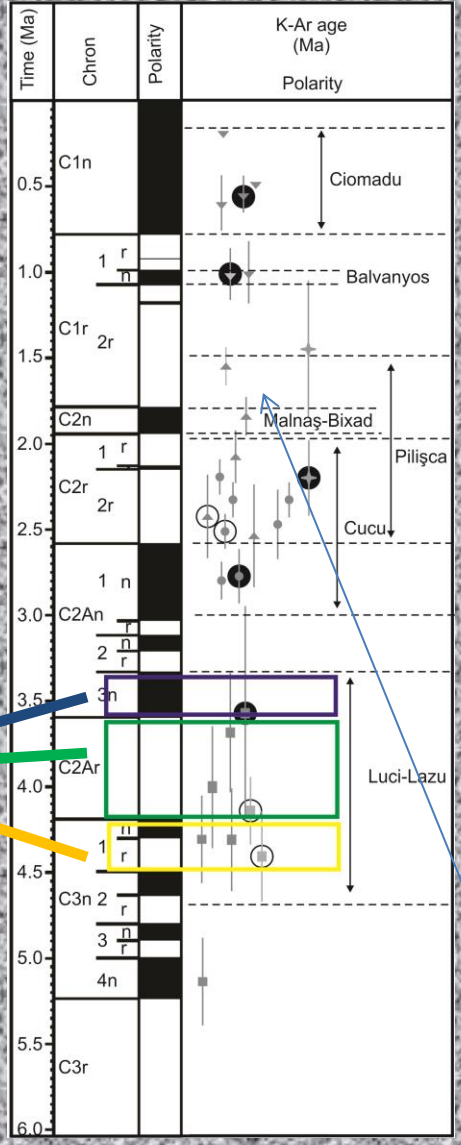 Time (Ma)
Chron
Polarity
K-Ar age
(Ma)
Polarity
C1n
0.5
Ciomadu
1 r
n
1.0
Balvanyos
C1r
2r
1.5
C2n
Malnaş-Bixad
2.0
1 r
Pilişca
C2r
2r
2.5
Cucu
1 n
3.0
C2An
r
2 n
r
3n
3.5
C2Ar
Luci-Lazu
4.0
1 n
r
4.5
C3n 2
r
3 n
r
5.0
4n
5.5
C3r
6.0